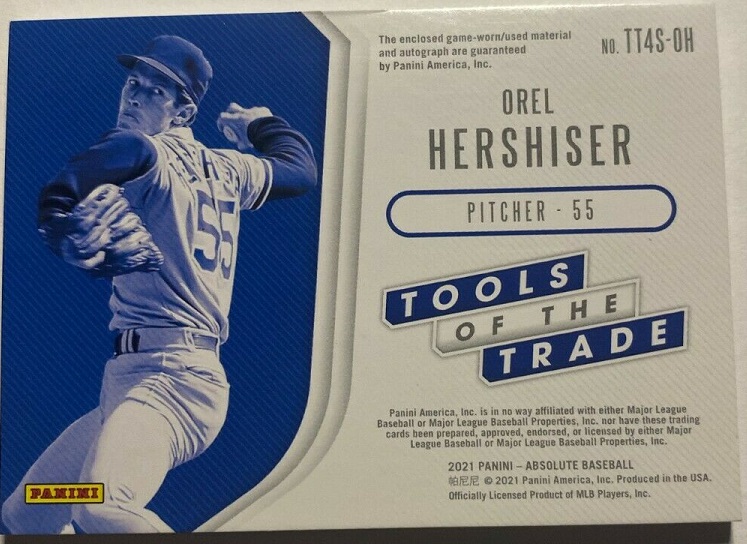 The enclosed game-worn/used material
and autograph are guaranteed
by Panini America, Inc.
NO. TT4S-OH
OREL
HERSHISER
PITCHER - 55
55
TOOLS
OF THE
TRADE
Panini America, Inc. is in no way affiliated with either Major League
Baseball or Major League Baseball Properties, Inc. nor have these trading
cards been prepared, approved, endorsed, or licensed by either Major
League Baseball or Major League Baseball Properties, Inc.
2021 PANINI – ABSOLUTE BASEBALL
帕尼尼 © 2021 Panini America, Inc. Produced in the USA.
Officially Licensed Product of MLB Players, Inc.
PANINI